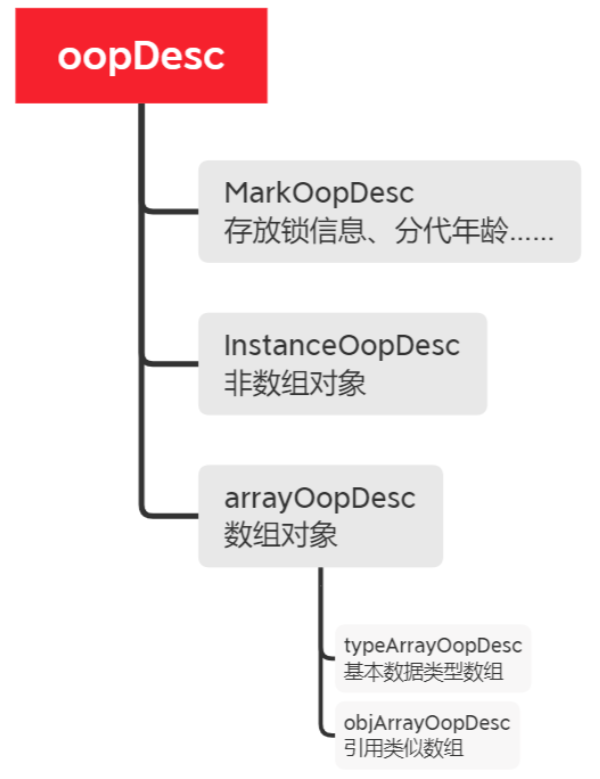 oopDesc
MarkOopDesc
存放锁信息、分代年龄......
InstanceOopDesc
非数组对象
arrayOopDesc
数组对象
typeArrayOopDesc
基本数据类型数组
objArrayOopDesc
引用类似数组